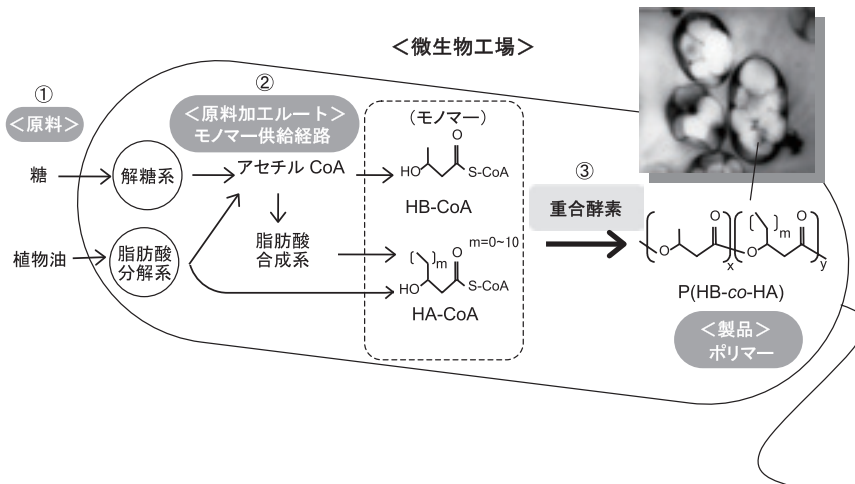 ＜微生物工場＞
①
＜原料＞
②
＜原料加工ルート＞
モノマー供給経路
糖
解糖系
アセチル CoA
植物油
脂肪酸
分解系
脂肪酸
合成系
(モノマー)
O
HO
S-CoA
HB-CoA
m=0~10
m
O
HO
S-CoA
HA-CoA
③
重合酵素
O
O
x
m
O
O
y
P(HB-co-HA)
＜製品＞
ポリマー